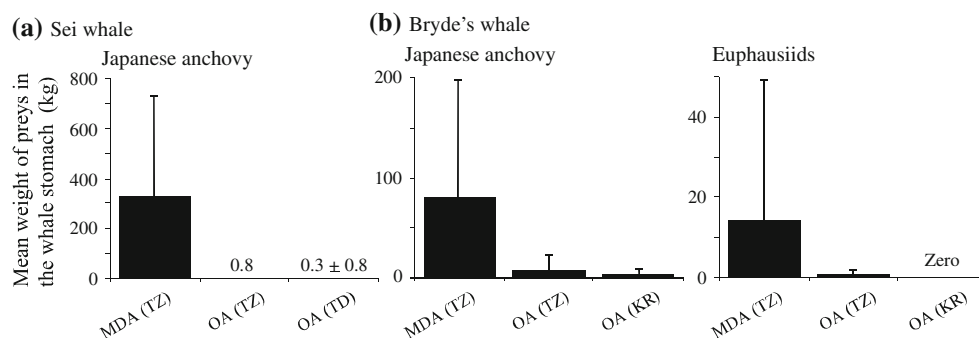 (a) Sei whale
(b) Bryde's whale
Japanese anchovy
Japanese anchovy
Euphausiids
Mean weight of preys in
the whale stomach (kg)
800
600
400
200
0
0.8
0.3 ± 0.8
MDA (TZ)
OA (TZ)
OA (TD)
200
100
0
MDA (TZ)
OA (TZ)
OA (KR)
40
20
0
Zero
MDA (TZ)
OA (TZ)
OA (KR)